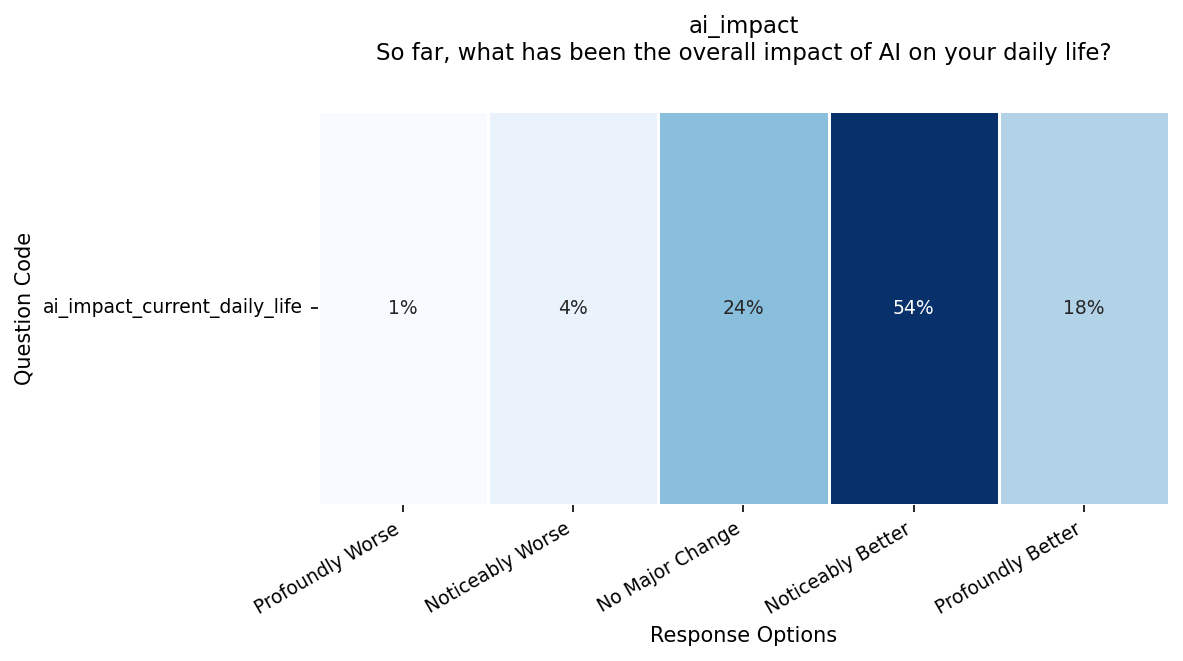 ai_impact
So far, what has been the overall impact of AI on your daily life?
Question Code
ai_impact_current_daily_life
1%
4%
24%
54%
18%
Profoundly Worse
Noticeably Worse
No Major Change
Noticeably Better
Profoundly Better
Response Options